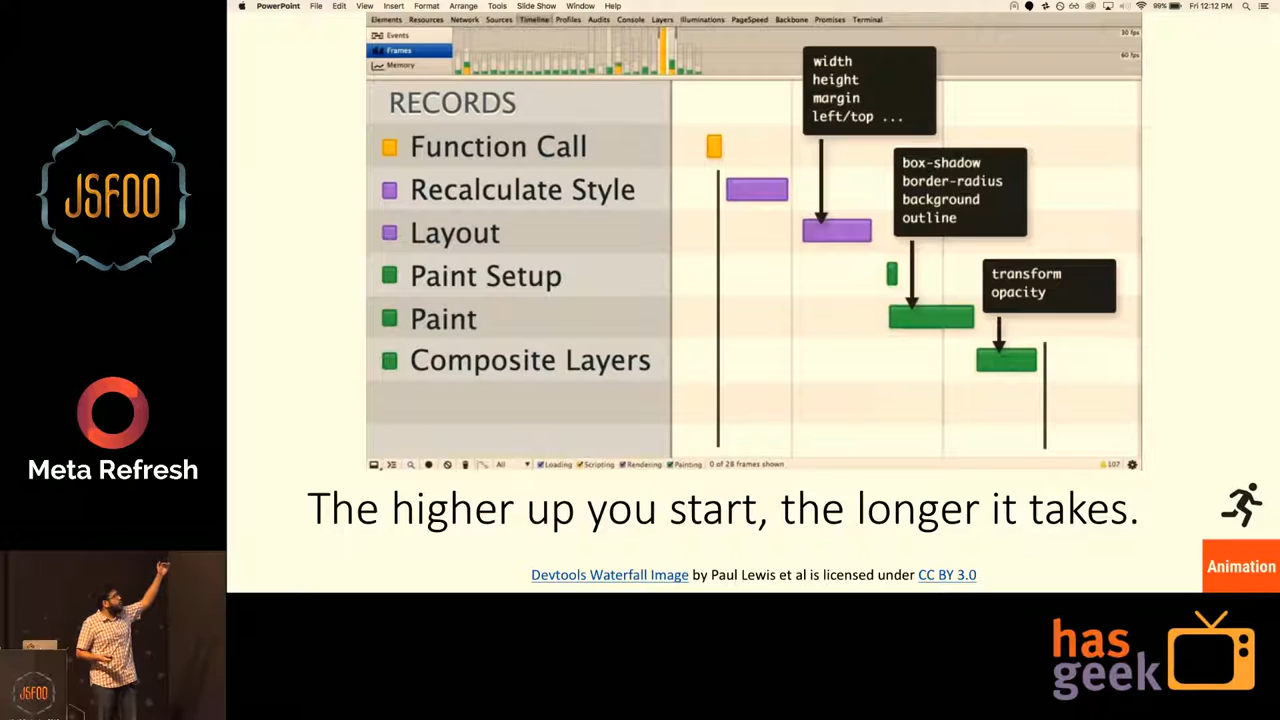 PowerPoint File Edit View Insert Format Arrange Tools Slide Show Window Help
99% Fri 12:12 PM
Elements Resources Network Sources Timeline Profiles Audits Console Layers Illuminations PageSpeed Backbone Promises Terminal
Events
Frames
Memory
30 fps
60 fps
RECORDS
Function Call
Recalculate Style
Layout
Paint Setup
Paint
Composite Layers
width
height
margin
left/top ...
box-shadow
border-radius
background
outline
transform
opacity
All Loading Scripting Rendering Painting 0 of 28 frames shown
107
The higher up you start, the longer it takes.
Devtools Waterfall Image by Paul Lewis et al is licensed under CC BY 3.0
Animation
JSFOO
Meta Refresh
JSFOO
has
geek